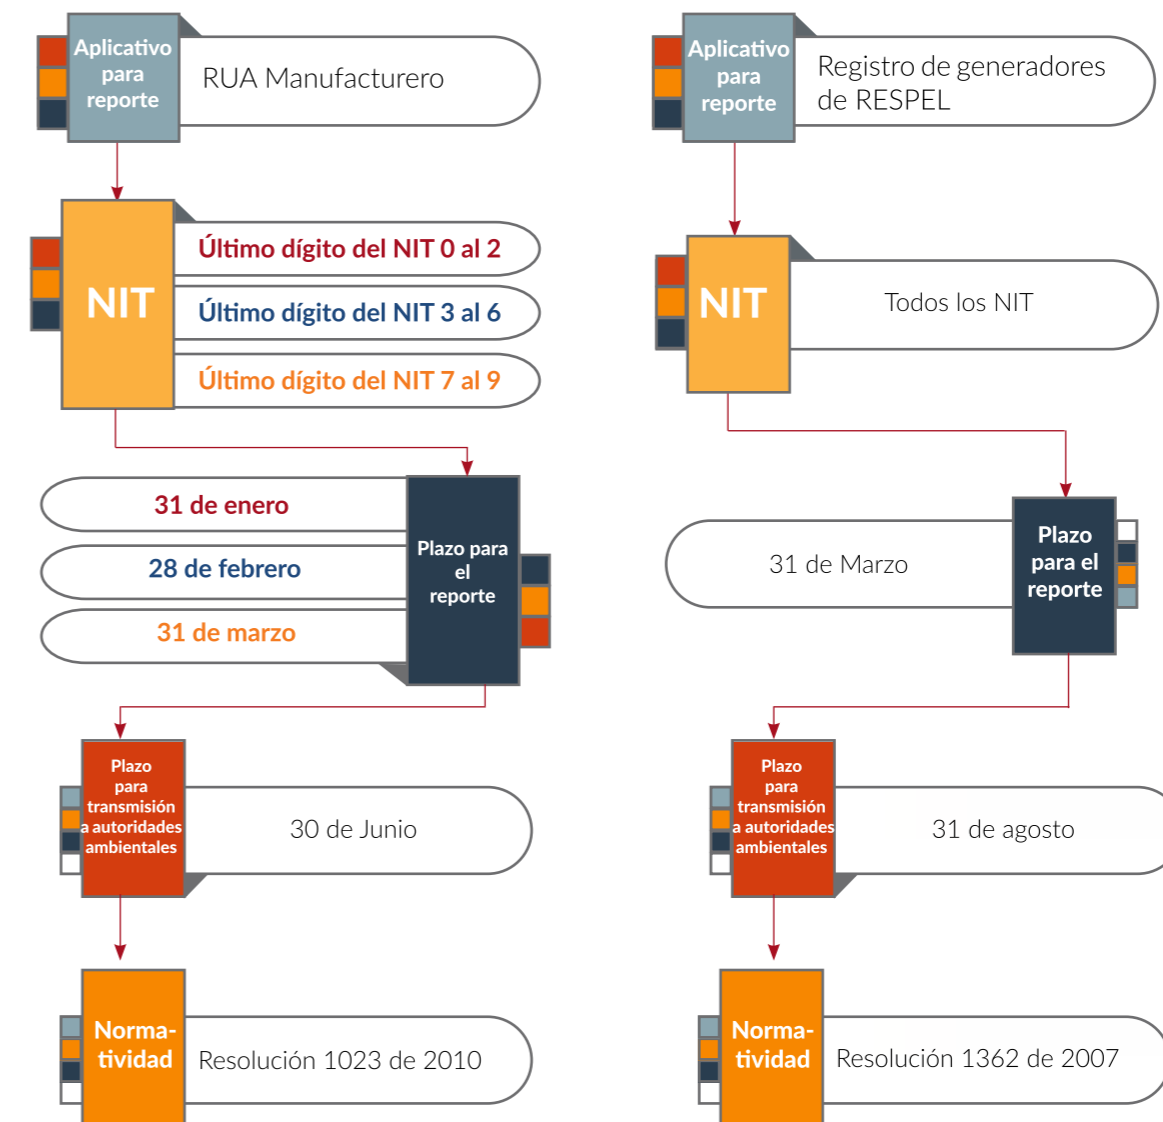 Aplicativo
para
reporte
RUA Manufacturero
NIT
Último dígito del NIT 0 al 2
Último dígito del NIT 3 al 6
Último dígito del NIT 7 al 9
31 de enero
28 de febrero
31 de marzo
Plazo para
el
reporte
Plazo
para
transmisión
a autoridades
ambientales
30 de Junio
Norma-
tividad
Resolución 1023 de 2010
Aplicativo
para
reporte
Registro de generadores
de RESPEL
NIT
Todos los NIT
31 de Marzo
Plazo
para el
reporte
Plazo
para
transmisión
a autoridades
ambientales
31 de agosto
Norma-
tividad
Resolución 1362 de 2007